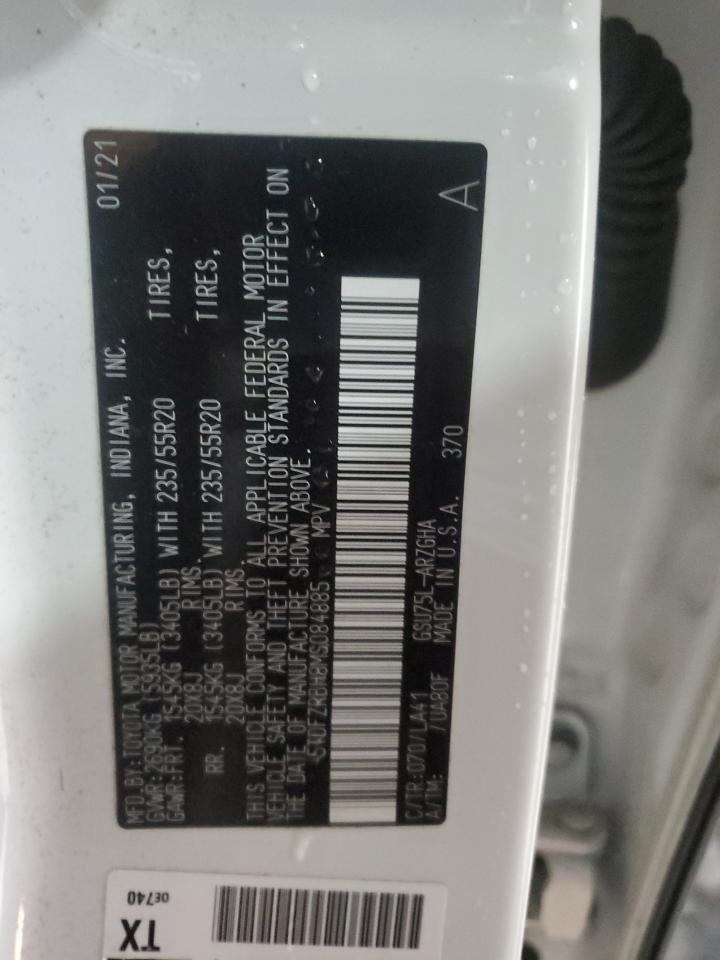 MFD. BY: TOYOTA MOTOR MANUFACTURING, INDIANA, INC. 01/21
GVWR: 2690KG (5935LB)
GAWR: FRT. 1545KG (3405LB) WITH 235/55R20 TIRES,
20X8J RIMS.
RR. 1545KG (3405LB) WITH 235/55R20 TIRES,
20X8J RIMS.
THIS VEHICLE CONFORMS TO ALL APPLICABLE FEDERAL MOTOR
VEHICLE SAFETY AND THEFT PREVENTION STANDARDS IN EFFECT ON
THE DATE OF MANUFACTURE SHOWN ABOVE.
MPV
C/TR: 070/LA41 GSU75L-ARZGHA
A/TM: /UA80F MADE IN U.S.A. 370
A
0E740
TX